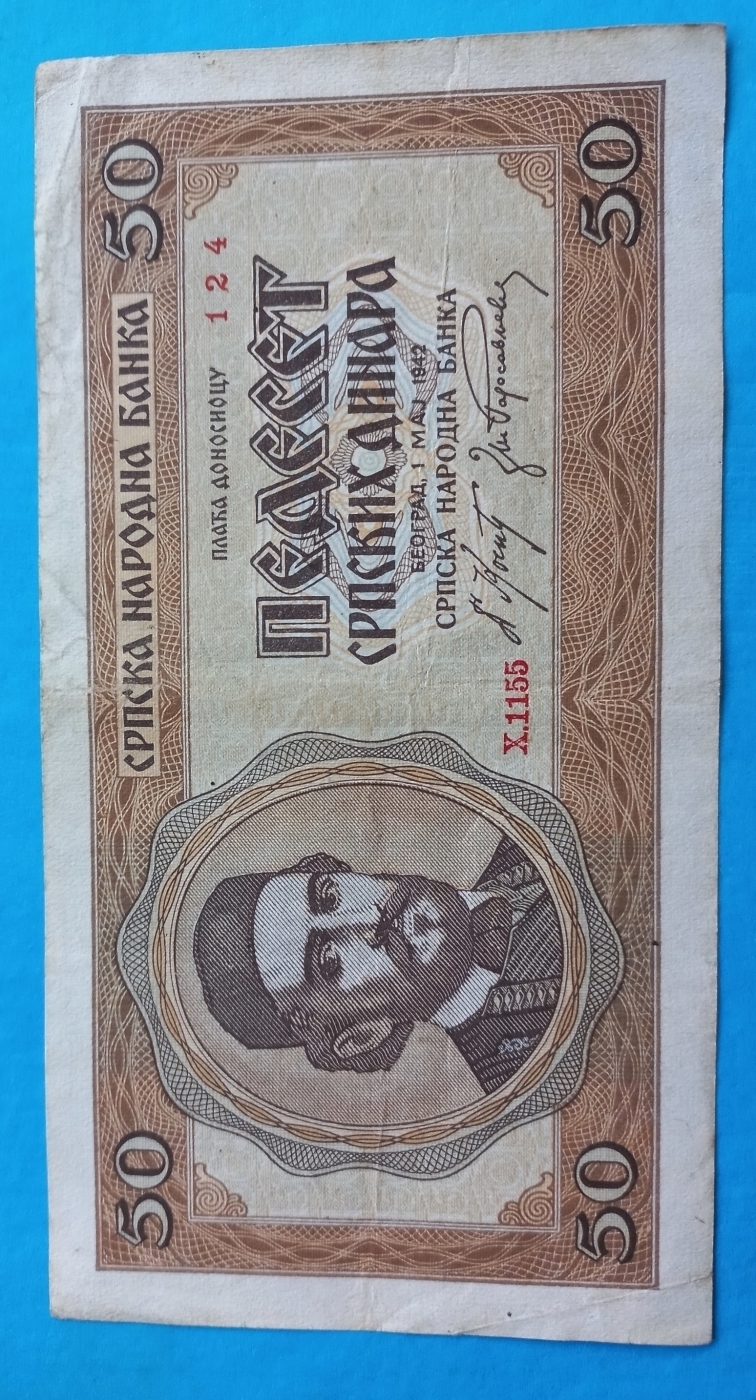 50
СРПСКА НАРОДНА БАНКА
50
ПЛАЋА ДОНОСИОЦУ
124
ПЕДЕСЕТ
СРПСКИХ ДИНАРА
БЕОГРАД, 1 МАЈ 1942
СРПСКА НАРОДНА БАНКА
X.1155
50
50